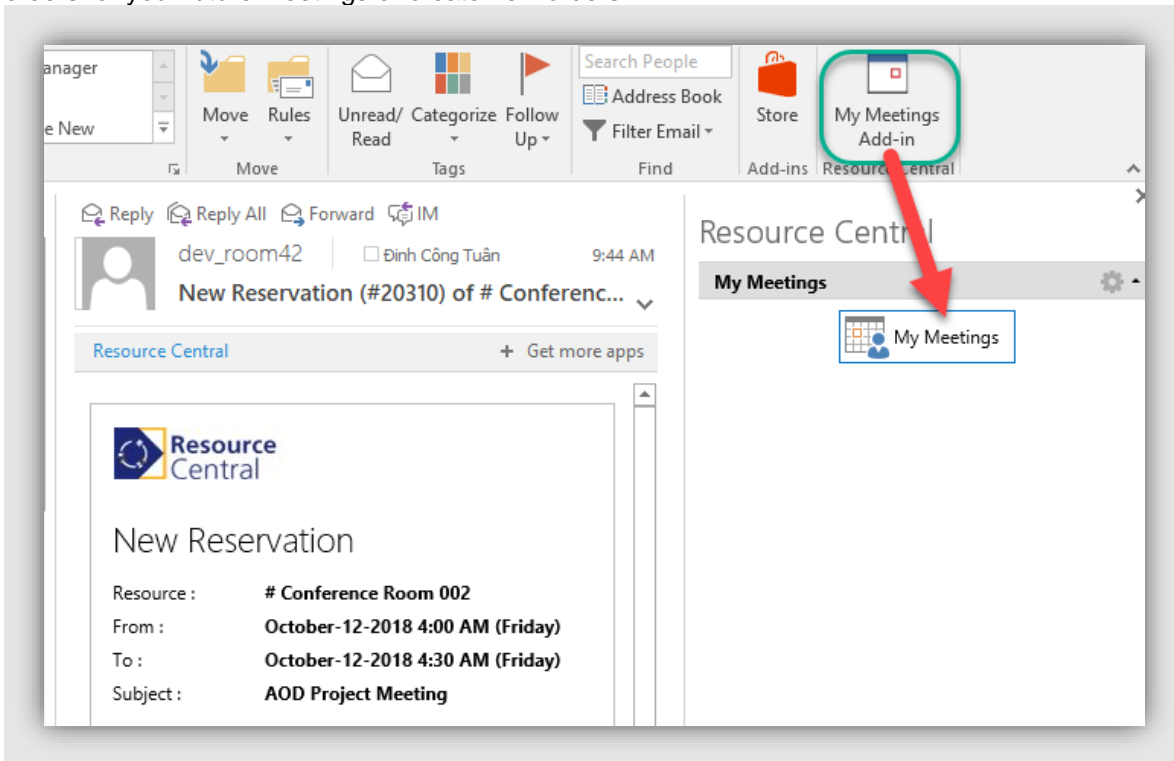 anager
e New
Move
Rules
Move
Unread/
Read
Categorize
Follow
Up
Tags
Search People
Address Book
Filter Email
Find
Store
Add-ins
My Meetings
Add-in
Resource Central
Reply Reply All Forward IM
dev_room42 Đinh Công Tuân 9:44 AM
New Reservation (#20310) of # Conferenc...
Resource Central + Get more apps
Resource
Central
New Reservation
Resource : # Conference Room 002
From : October-12-2018 4:00 AM (Friday)
To : October-12-2018 4:30 AM (Friday)
Subject : AOD Project Meeting
Resource Central
My Meetings
My Meetings